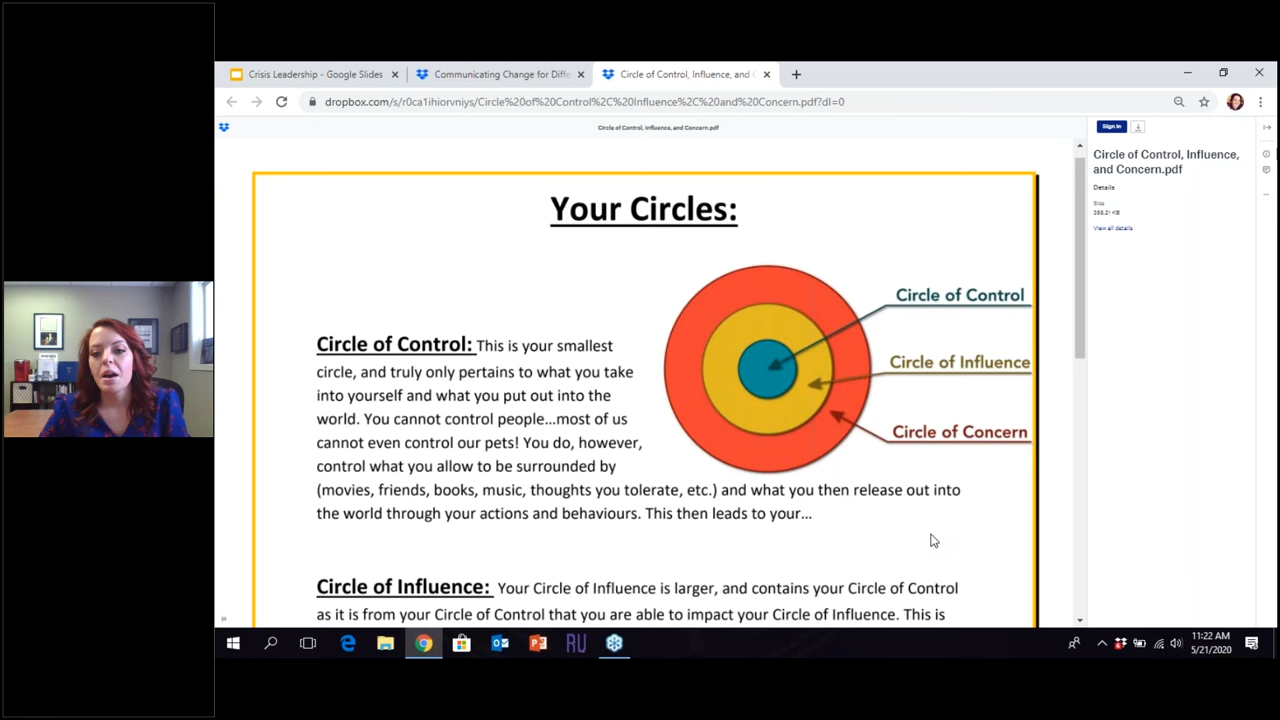 Crisis Leadership - Google Slides
Communicating Change for Diffe
Circle of Control, Influence, and
dropbox.com/s/r0ca1ihiorvniys/Circle%20of%20Control%2C%20Influence%2C%20and%20Concern.pdf?dl=0
Circle of Control, Influence, and Concern.pdf
Sign in
Circle of Control, Influence,
and Concern.pdf
Details
Size
View all details
Your Circles:
Circle of Control
Circle of Influence
Circle of Concern
Circle of Control: This is your smallest
circle, and truly only pertains to what you take
into yourself and what you put out into the
world. You cannot control people...most of us
cannot even control our pets! You do, however,
control what you allow to be surrounded by
(movies, friends, books, music, thoughts you tolerate, etc.) and what you then release out into
the world through your actions and behaviours. This then leads to your...
Circle of Influence: Your Circle of Influence is larger, and contains your Circle of Control
as it is from your Circle of Control that you are able to impact your Circle of Influence. This is
RU
11:22 AM
5/21/2020